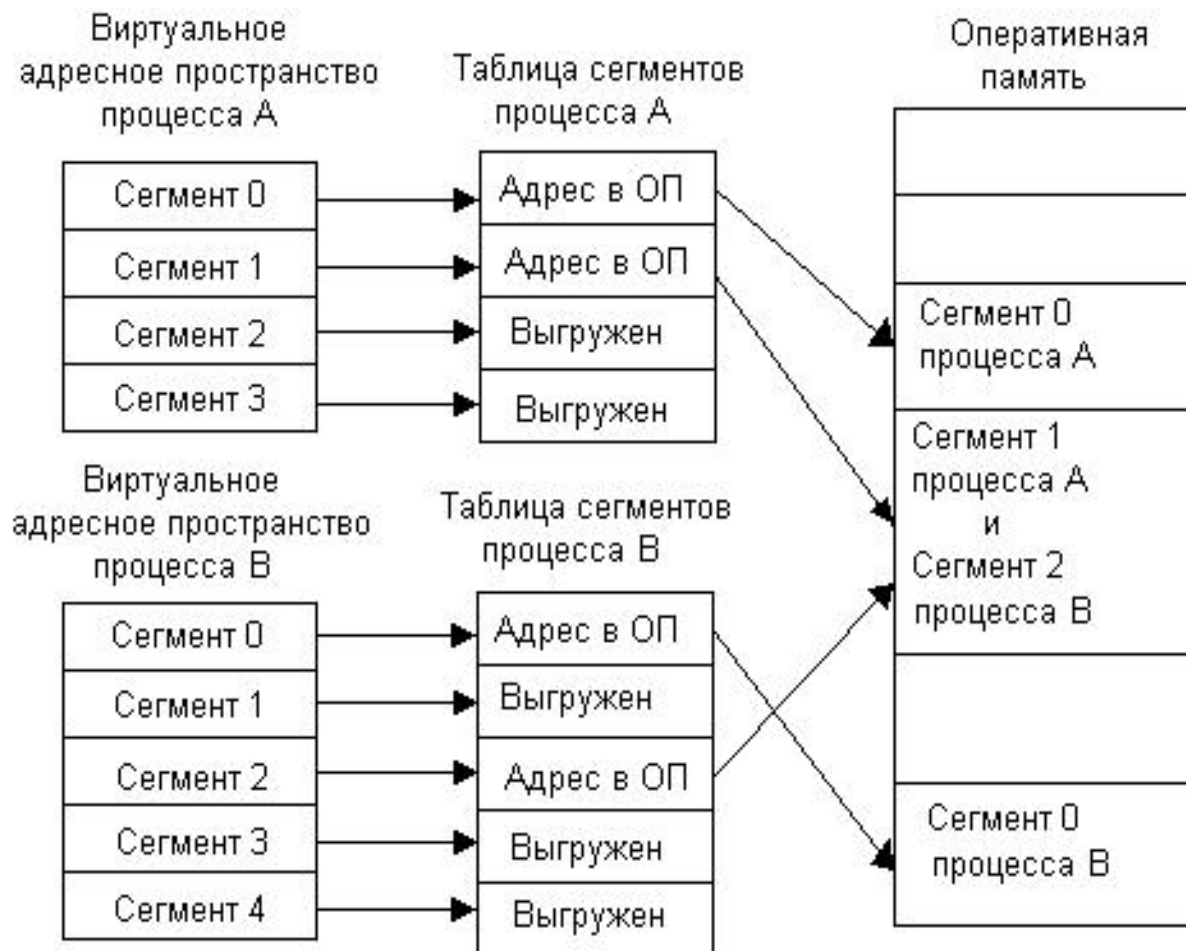 Виртуальное
адресное пространство
процесса A
Сегмент 0
Сегмент 1
Сегмент 2
Сегмент 3
Таблица сегментов
процесса A
Адрес в ОП
Адрес в ОП
Выгружен
Выгружен
Виртуальное
адресное пространство
процесса B
Сегмент 0
Сегмент 1
Сегмент 2
Сегмент 3
Сегмент 4
Таблица сегментов
процесса B
Адрес в ОП
Выгружен
Адрес в ОП
Выгружен
Выгружен
Оперативная
память
Сегмент 0
процесса A
Сегмент 1
процесса A
и
Сегмент 2
процесса B
Сегмент 0
процесса B